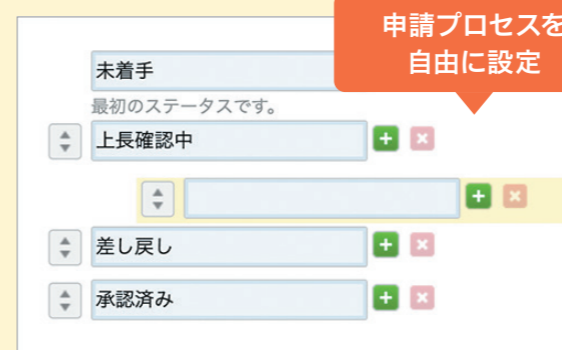 申請プロセスを
自由に設定
未着手
最初のステータスです。
上長確認中
差し戻し
承認済み